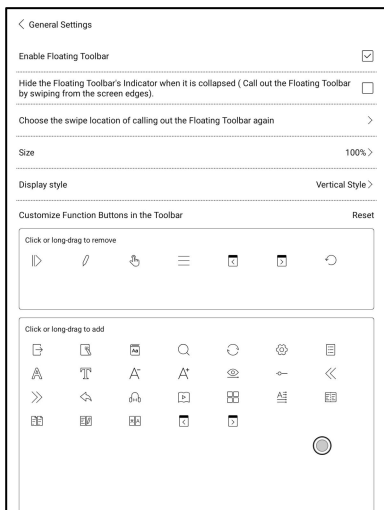 General Settings
Enable Floating Toolbar
Hide the Floating Toolbar's Indicator when it is collapsed ( Call out the Floating Toolbar
by swiping from the screen edges).
Choose the swipe location of calling out the Floating Toolbar again
Size 100%
Display style Vertical Style
Customize Function Buttons in the Toolbar Reset
Click or long-drag to remove
Click or long-drag to add
Aa
A T A- A+
A